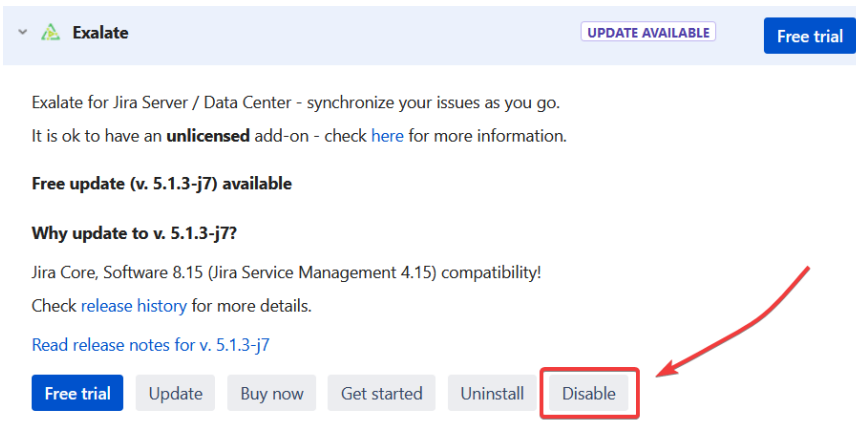 Exalate
UPDATE AVAILABLE
Free trial
Exalate for Jira Server / Data Center - synchronize your issues as you go.
It is ok to have an unlicensed add-on - check here for more information.
Free update (v. 5.1.3-j7) available
Why update to v. 5.1.3-j7?
Jira Core, Software 8.15 (Jira Service Management 4.15) compatibility!
Check release history for more details.
Read release notes for v. 5.1.3-j7
Free trial Update Buy now Get started Uninstall Disable